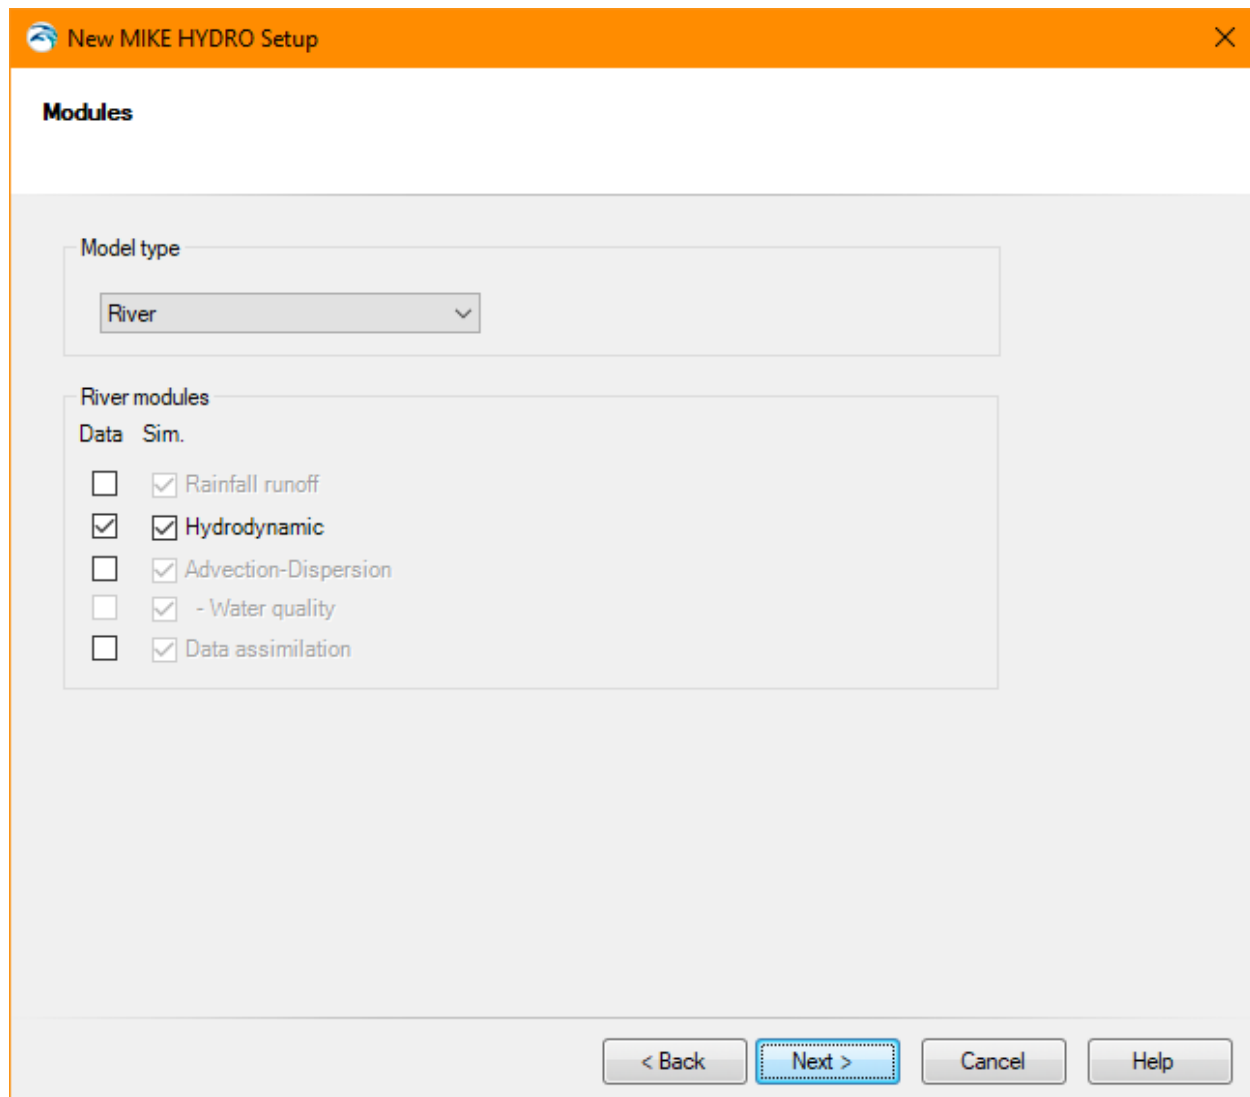 New MIKE HYDRO Setup
Modules
Model type
River
River modules
Data Sim.
Rainfall runoff
Hydrodynamic
Advection-Dispersion
- Water quality
Data assimilation
< Back Next > Cancel Help